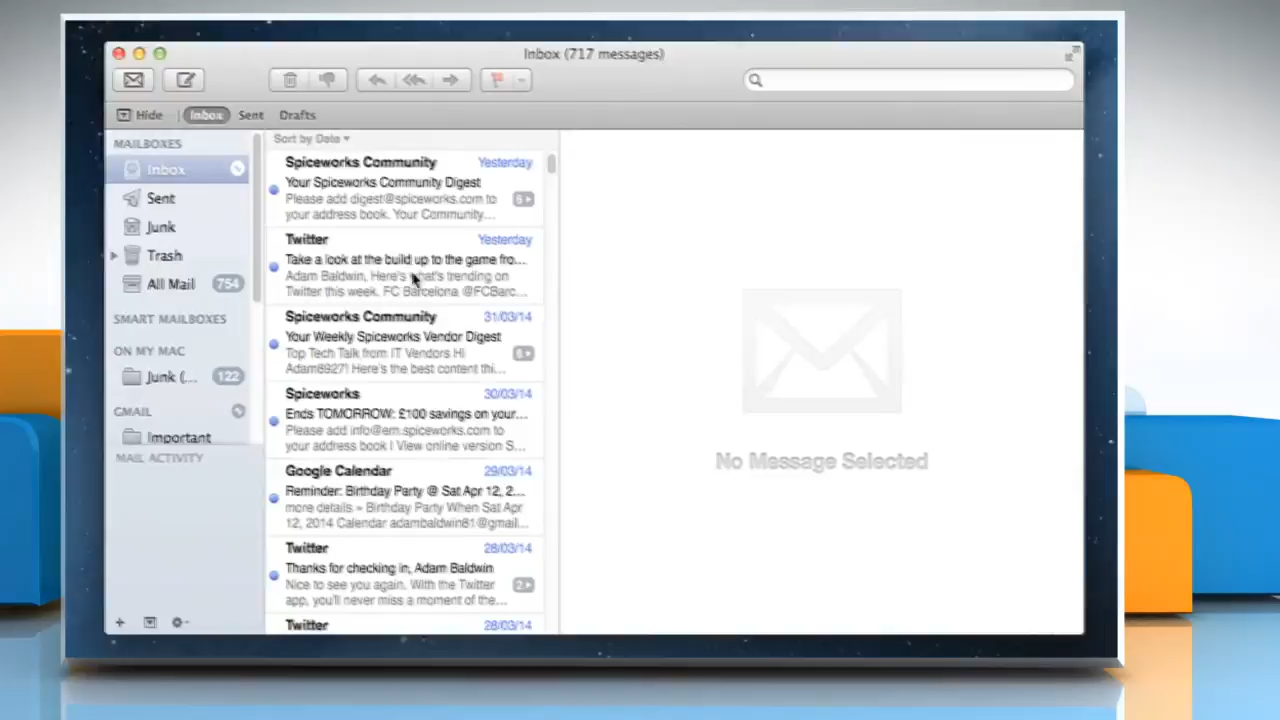 Inbox (717 messages)
Hide Inbox Sent Drafts
MAILBOXES
Inbox
Sent
Junk
Trash
All Mail 754
SMART MAILBOXES
ON MY MAC
Junk (... 122
GMAIL
Important
MAIL ACTIVITY
Sort by Date
Spiceworks Community Yesterday
Your Spiceworks Community Digest
Please add digest@spiceworks.com to
your address book. Your Community...
6
Twitter Yesterday
Take a look at the build up to the game fro...
Adam Baldwin, Here's what's trending on
Twitter this week. FC Barcelona @FCBarc...
Spiceworks Community 31/03/14
Your Weekly Spiceworks Vendor Digest
Top Tech Talk from IT Vendors Hi
Adam8927! Here's the best content thi...
6
Spiceworks 30/03/14
Ends TOMORROW: £100 savings on your...
Please add info@em.spiceworks.com to
your address book | View online version S...
Google Calendar 29/03/14
Reminder: Birthday Party @ Sat Apr 12, 2...
more details » Birthday Party When Sat Apr
12, 2014 Calendar adambaldwin81@gmail...
Twitter 28/03/14
Thanks for checking in, Adam Baldwin
Nice to see you again. With the Twitter
app, you'll never miss a moment of the...
2
Twitter 28/03/14
No Message Selected